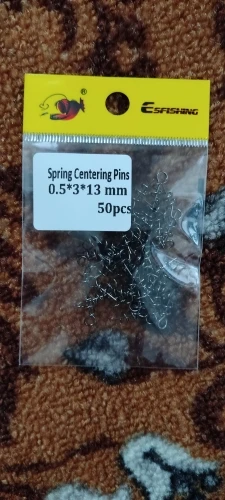 ®
ESFISHING
Spring Centering Pins
0.5*3*13 mm
50pcs